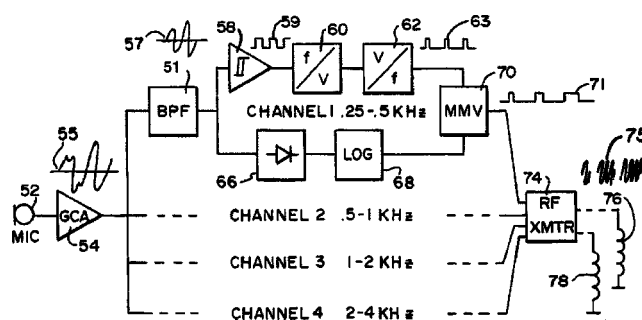 58 59 60 62 63
57 51
f/V V/f
70
71
BPF CHANNEL 1 .25-.5 KHz MMV
55 75
74
LOG
52 66 68 RF 76
GCA CHANNEL 2 .5-1 KHz XMTR
MIC 54
CHANNEL 3 1-2 KHz 78
CHANNEL 4 2-4 KHz